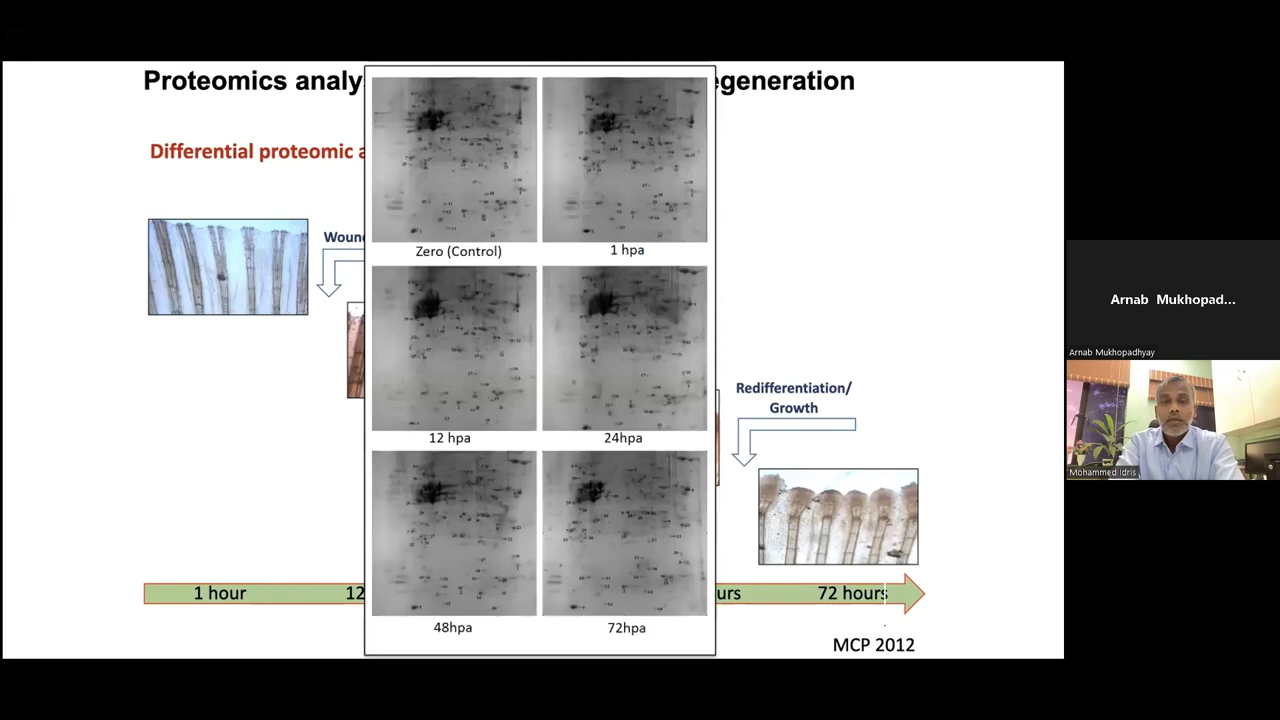 Proteomics analy
egeneration
Differential proteomic a
Woun
Zero (Control)
1 hpa
12 hpa
24hpa
48hpa
72hpa
Redifferentiation/
Growth
1 hour
12
urs
72 hours
MCP 2012
Arnab Mukhopad...
Arnab Mukhopadhyay
Mohammed Idris